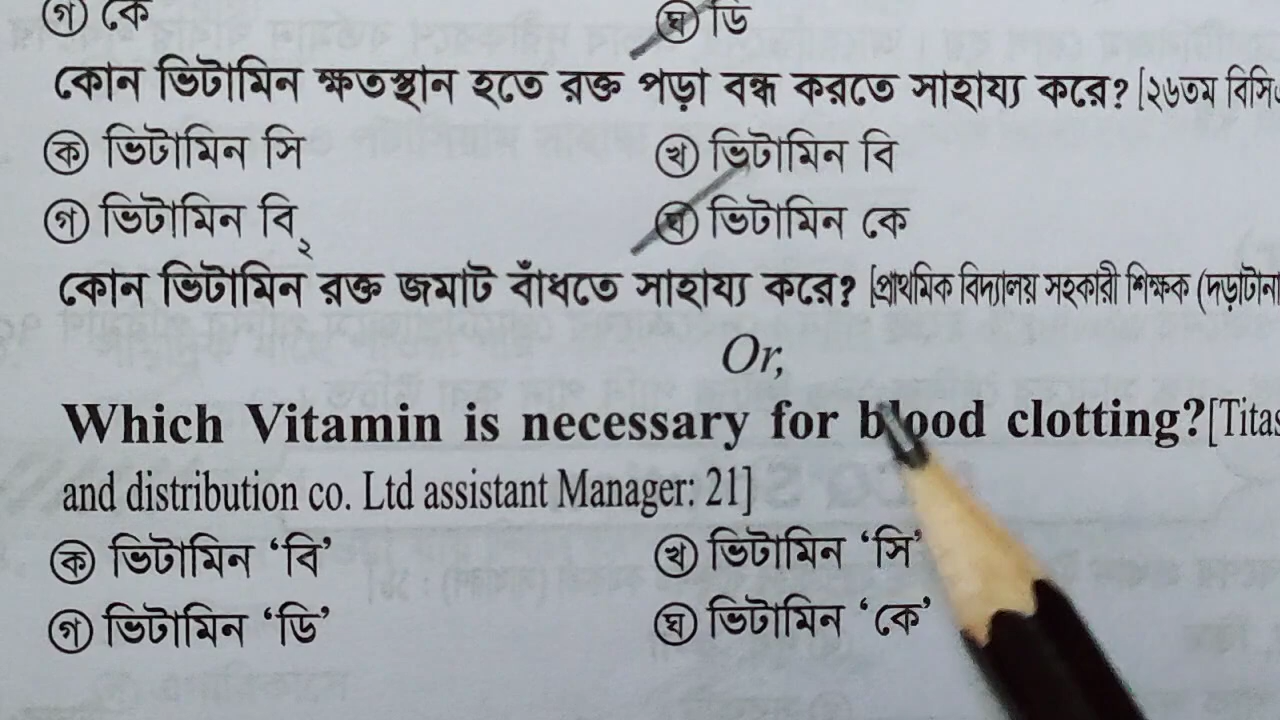 গ কে ঘ ডি
কোন ভিটামিন ক্ষতস্থান হতে রক্ত পড়া বন্ধ করতে সাহায্য করে? [২৬তম
ক ভিটামিন সি খ ভিটামিন বি
গ ভিটামিন বি₂ ঘ ভিটামিন কে
কোন ভিটামিন রক্ত জমাট বাঁধতে সাহায্য করে? [প্রাথমিক বিদ্যালয় সহকারী শিক্ষক
Or,
Which Vitamin is necessary for blood clotting?[Titas
and distribution co. Ltd assistant Manager: 21]
ক ভিটামিন ‘বি’ খ ভিটামিন ‘সি’
গ ভিটামিন ‘ডি’ ঘ ভিটামিন ‘কে’